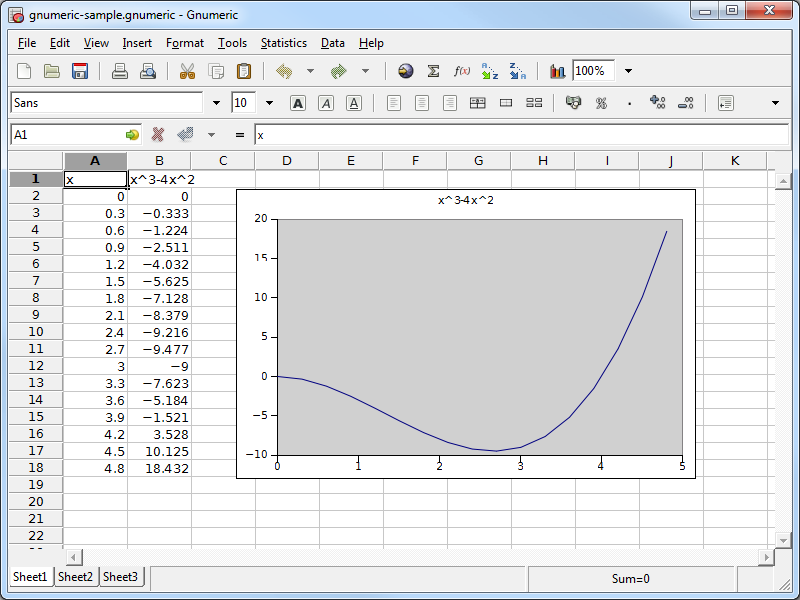 gnumeric-sample.gnumeric - Gnumeric
File Edit View Insert Format Tools Statistics Data Help
Σ f(x) 100%
Sans 10 A A A %
A1 = x
A B C D E F G H I J K
1 x x^3-4x^2
2 0 0
3 0.3 −0.333
4 0.6 −1.224
5 0.9 −2.511
6 1.2 −4.032
7 1.5 −5.625
8 1.8 −7.128
9 2.1 −8.379
10 2.4 −9.216
11 2.7 −9.477
12 3 −9
13 3.3 −7.623
14 3.6 −5.184
15 3.9 −1.521
16 4.2 3.528
17 4.5 10.125
18 4.8 18.432
19
20
21
22
x^3-4x^2
20
15
10
5
0
−5
−10
0 1 2 3 4 5
Sheet1 Sheet2 Sheet3 Sum=0